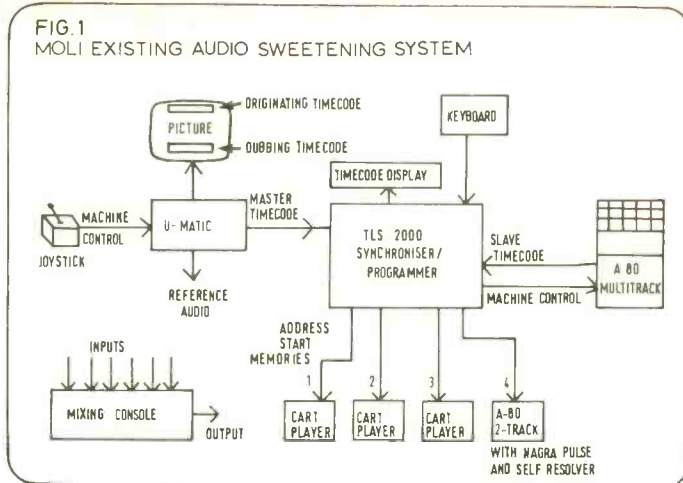 FIG.1
MOLI EXISTING AUDIO SWEETENING SYSTEM
ORIGINATING TIMECODE
PICTURE
DUBBING TIMECODE
KEYBOARD
TIMECODE DISPLAY
MACHINE
CONTROL
JOYSTICK
U-MATIC
MASTER
TIMECODE
REFERENCE
AUDIO
TLS 2000
SYNCHRONISER/
PROGRAMMER
SLAVE
TIMECODE
MACHINE CONTROL
A 80
MULTITRACK
ADDRESS
START
MEMORIES
1
2
3
4
INPUTS
MIXING CONSOLE
OUTPUT
CART
PLAYER
CART
PLAYER
CART
PLAYER
A-80
2-TRACK
WITH NAGRA PULSE
AND SELF RESOLVER